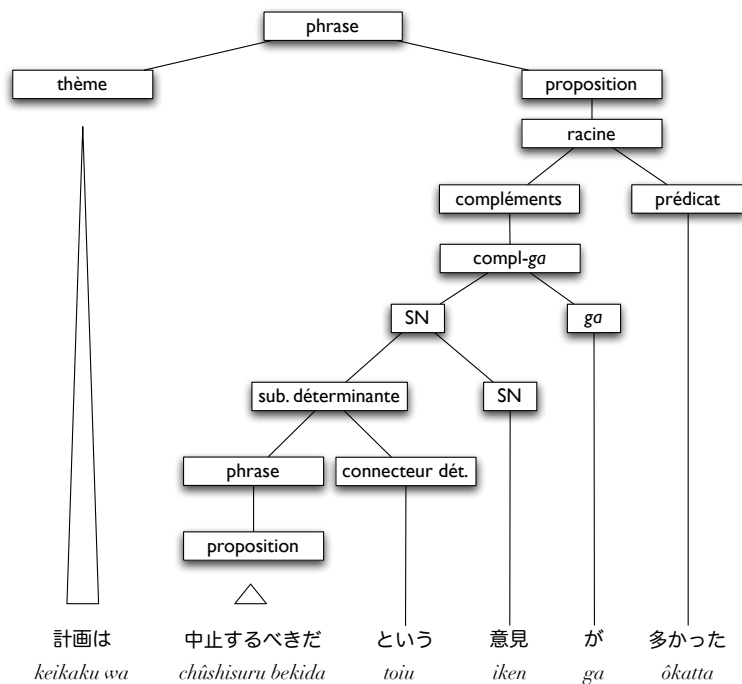 phrase
thème
proposition
racine
compléments
prédicat
compl-ga
SN
ga
sub. déterminante
SN
phrase
connecteur dét.
proposition
計画は 中止するべきだ という 意見 が 多かった
keikaku wa chûshisuru bekida toiu iken ga ôkatta